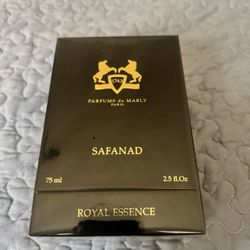 1743
PARFUMS de MARLY
PARIS
SAFANAD
75 ml 2.5 fl.Oz
ROYAL ESSENCE